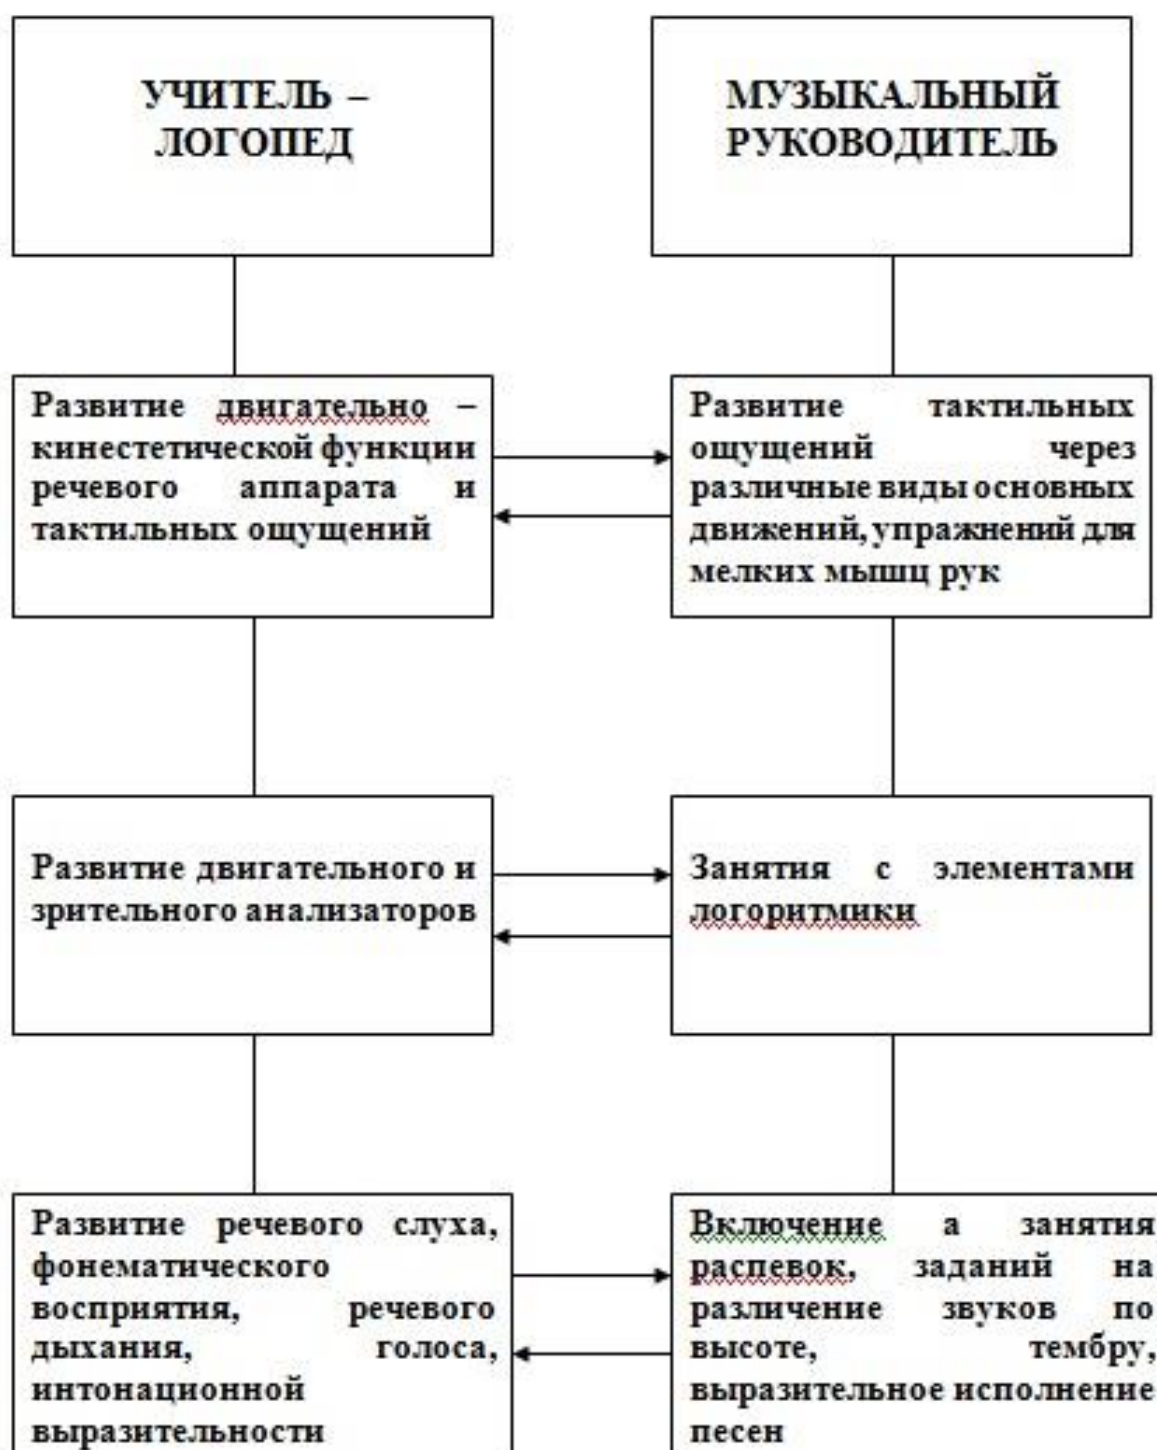 УЧИТЕЛЬ –
ЛОГОПЕД
МУЗЫКАЛЬНЫЙ
РУКОВОДИТЕЛЬ
Развитие двигательно –
кинестетической функции
речевого аппарата и
тактильных ощущений
Развитие тактильных
ощущений через
различные виды основных
движений, упражнений для
мелких мышц рук
Развитие двигательного и
зрительного анализаторов
Занятия с элементами
логоритмики
Развитие речевого слуха,
фонематического
восприятия, речевого
дыхания, голоса,
интонационной
выразительности
Включение а занятия
распевок, заданий на
различение звуков по
высоте, тембру,
выразительное исполнение
песен